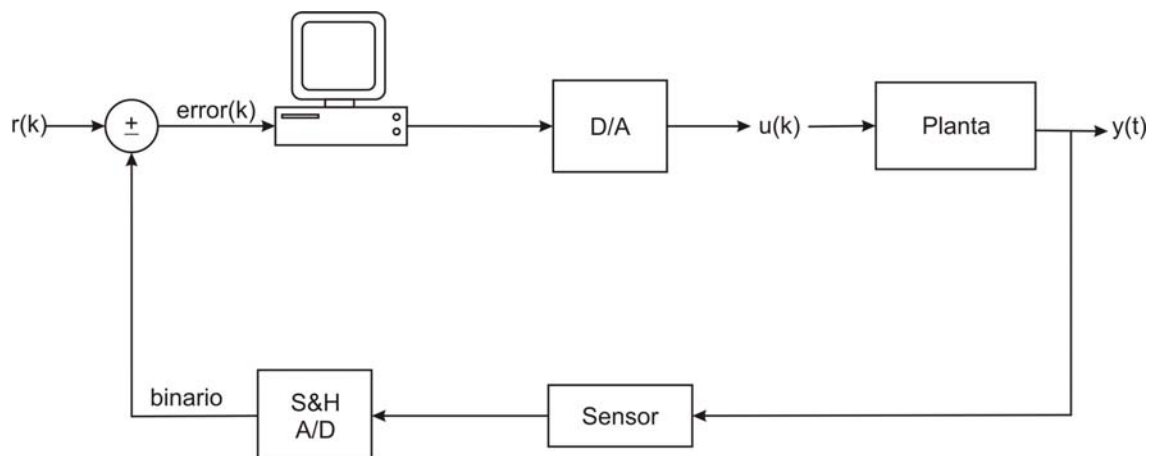 r(k)
±
error(k)
D/A
u(k)
Planta
y(t)
binario
S&H
A/D
Sensor